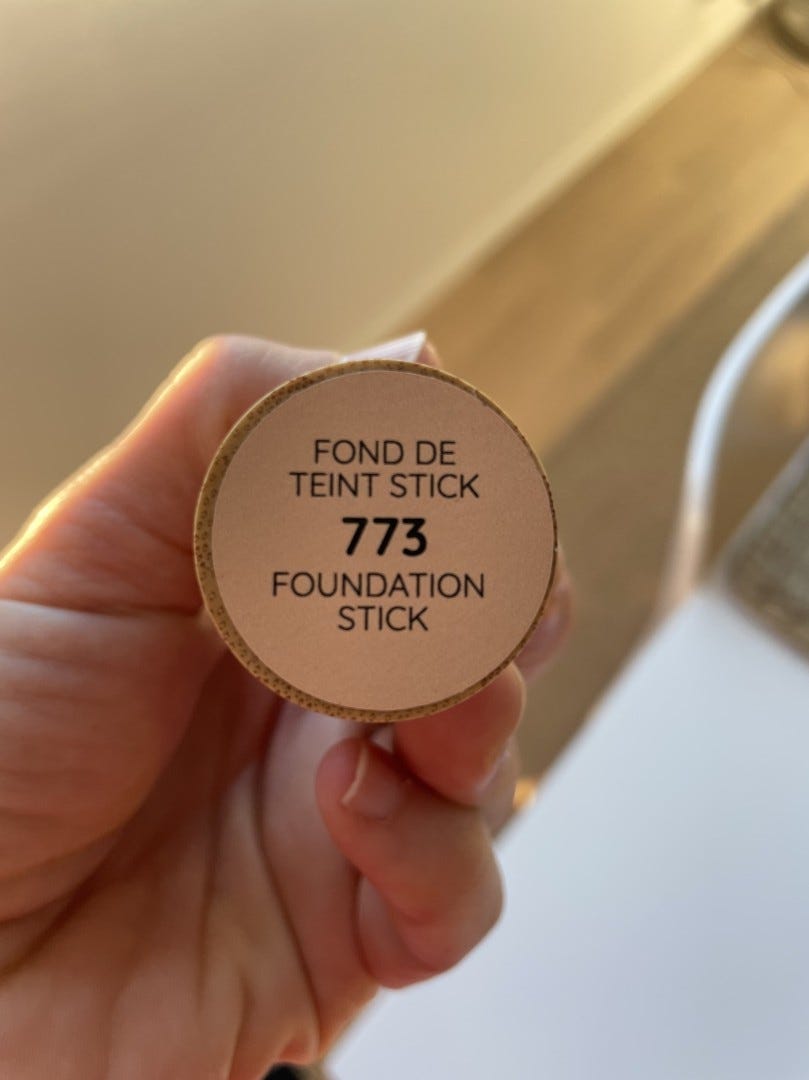 FOND DE
TEINT STICK
773
FOUNDATION
STICK